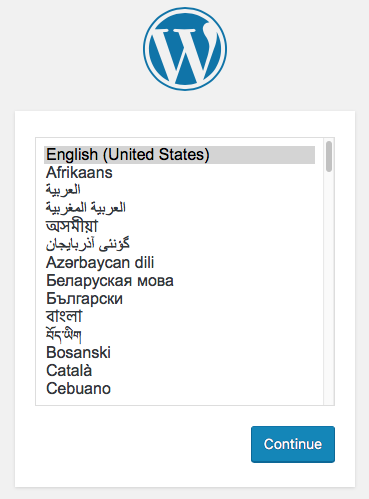 English (United States)
Afrikaans
العربية
العربية المغربية
অসমীয়া
گؤنئی آذربایجان
Azərbaycan dili
Беларуская мова
Български
বাংলা
བོད་ཡིག
Bosanski
Català
Cebuano
Continue